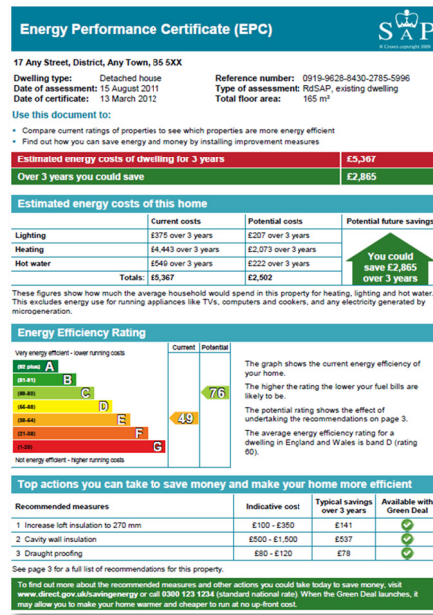 Energy Performance Certificate (EPC)
SAP
© Crown copyright 2009
17 Any Street, District, Any Town, B5 5XX
Dwelling type: Detached house
Reference number: 0919-9628-8430-2785-5996
Date of assessment: 15 August 2011
Type of assessment: RdSAP, existing dwelling
Date of certificate: 13 March 2012
Total floor area: 165 m²
Use this document to:
• Compare current ratings of properties to see which properties are more energy efficient
• Find out how you can save energy and money by installing improvement measures
Estimated energy costs of dwelling for 3 years £5,367
Over 3 years you could save £2,865
Estimated energy costs of this home
Current costs Potential costs Potential future savings
Lighting £375 over 3 years £207 over 3 years
Heating £4,443 over 3 years £2,073 over 3 years
Hot water £549 over 3 years £222 over 3 years
Totals: £5,367 £2,502
You could
save £2,865
over 3 years
These figures show how much the average household would spend in this property for heating, lighting and hot water.
This excludes energy use for running appliances like TVs, computers and cookers, and any electricity generated by
microgeneration.
Energy Efficiency Rating
Current Potential
Very energy efficient - lower running costs
(92 plus) A
(81-91) B
(69-80) C
76
(55-68) D
(39-54) E
49
(21-38) F
(1-20) G
Not energy efficient - higher running costs
The graph shows the current energy efficiency of
your home.
The higher the rating the lower your fuel bills are
likely to be.
The potential rating shows the effect of
undertaking the recommendations on page 3.
The average energy efficiency rating for a
dwelling in England and Wales is band D (rating
60).
Top actions you can take to save money and make your home more efficient
Recommended measures Indicative cost Typical savings over 3 years Available with Green Deal
1 Increase loft insulation to 270 mm £100 - £350 £141
2 Cavity wall insulation £500 - £1,500 £537
3 Draught proofing £80 - £120 £78
See page 3 for a full list of recommendations for this property.
To find out more about the recommended measures and other actions you could take today to save money, visit
www.direct.gov.uk/savingenergy or call 0300 123 1234 (standard national rate). When the Green Deal launches, it
may allow you to make your home warmer and cheaper to run at no up-front cost.